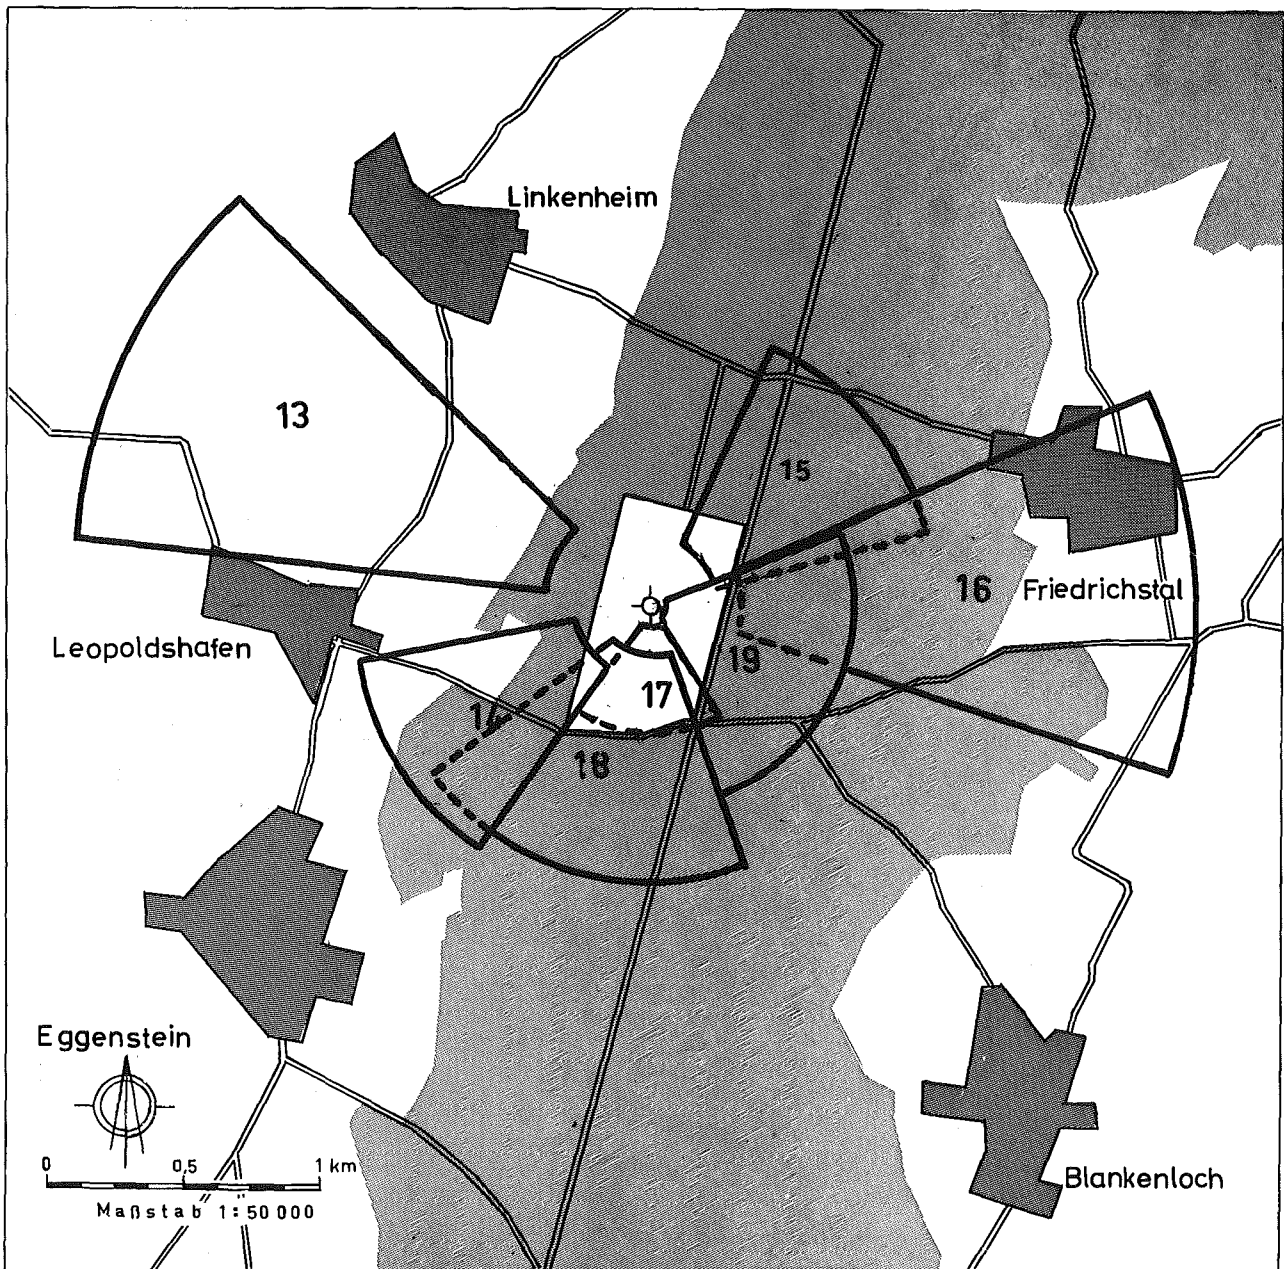 Linkenheim
13
15
16
Friedrichstal
Leopoldshafen
19
17
14
18
Eggenstein
0
0,5
1 km
Maßstab 1:50 000
Blankenloch